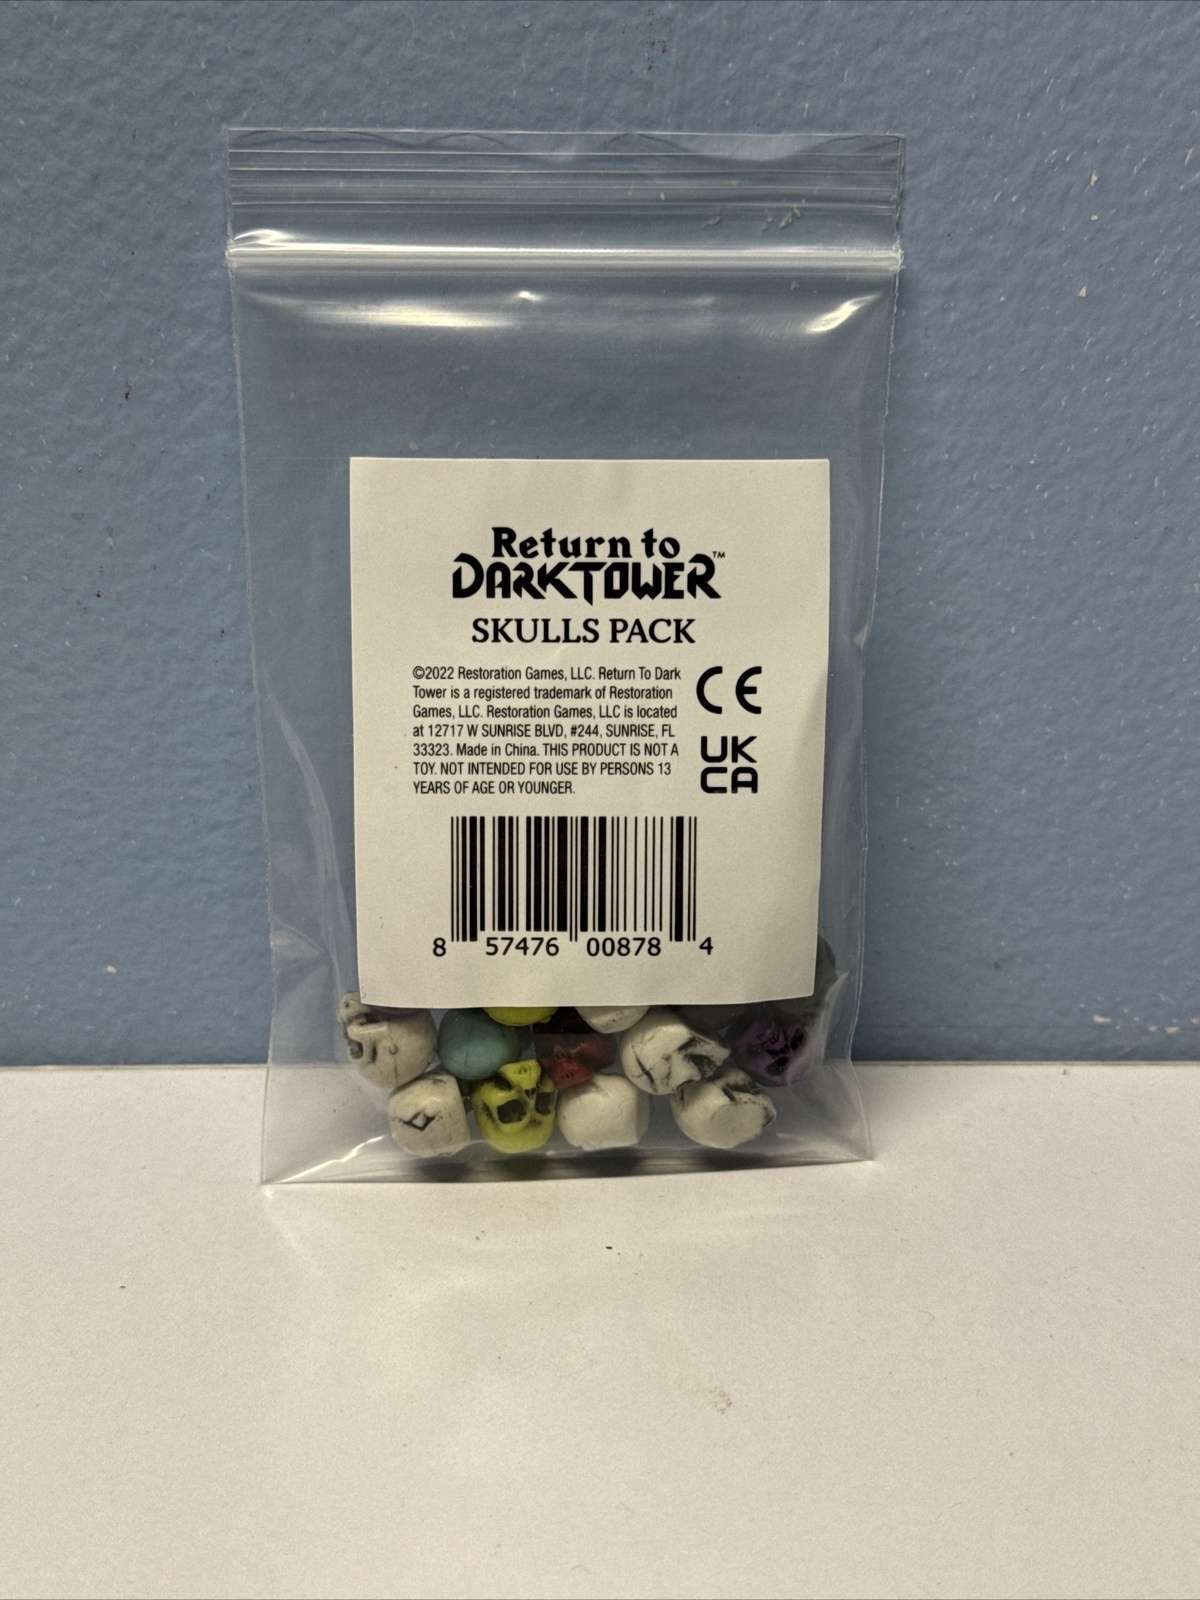 Return to
DARKTOWER™
SKULLS PACK
©2022 Restoration Games, LLC. Return To Dark
Tower is a registered trademark of Restoration
Games, LLC. Restoration Games, LLC is located
at 12717 W SUNRISE BLVD, #244, SUNRISE, FL
33323. Made in China. THIS PRODUCT IS NOT A
TOY. NOT INTENDED FOR USE BY PERSONS 13
YEARS OF AGE OR YOUNGER.
CE
UK
CA
8 57476 00878 4